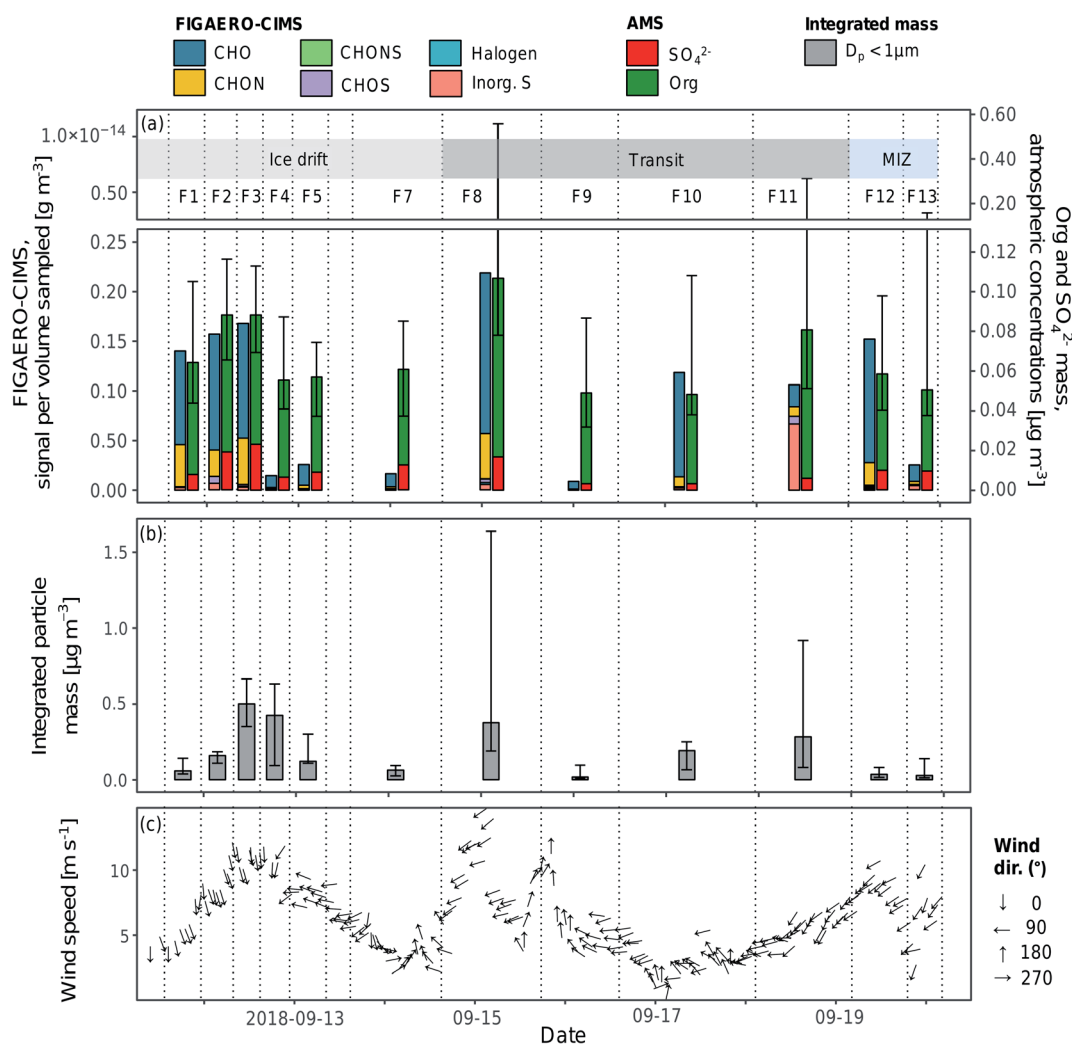 FIGAERO-CIMS
AMS
Integrated mass
CHO
CHONS
Halogen
SO₄²⁻
Dₚ < 1μm
CHON
CHOS
Inorg. S
Org
(a)
1.0×10⁻¹⁴
0.50
0.60
0.40
0.20
Ice drift
Transit
MIZ
F1
F2
F3
F4
F5
F7
F8
F9
F10
F11
F12
F13
FIGAERO-CIMS,
signal per volume sampled [g m⁻³]
0.25
0.20
0.15
0.10
0.50
0.00
0.12
0.10
0.08
0.06
0.04
0.02
0.00
Org and SO₄²⁻ mass,
atmospheric concentrations [μg m⁻³]
(b)
Integrated particle
mass [μg m⁻³]
1.5
1.0
0.5
0.0
(c)
Wind speed [m s⁻¹]
10
5
Wind
dir. (°)
↓ 0
← 90
↑ 180
→ 270
2018-09-13
09-15
09-17
09-19
Date